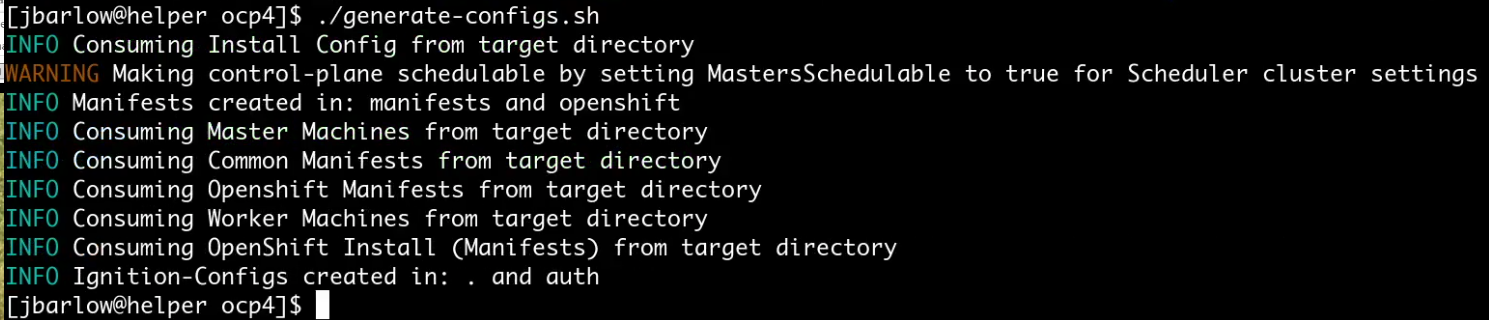 [jbarlow@helper ocp4]$ ./generate-configs.sh
INFO Consuming Install Config from target directory
WARNING Making control-plane schedulable by setting MastersSchedulable to true for Scheduler cluster settings
INFO Manifests created in: manifests and openshift
INFO Consuming Master Machines from target directory
INFO Consuming Common Manifests from target directory
INFO Consuming Openshift Manifests from target directory
INFO Consuming Worker Machines from target directory
INFO Consuming OpenShift Install (Manifests) from target directory
INFO Ignition-Configs created in: . and auth
[jbarlow@helper ocp4]$